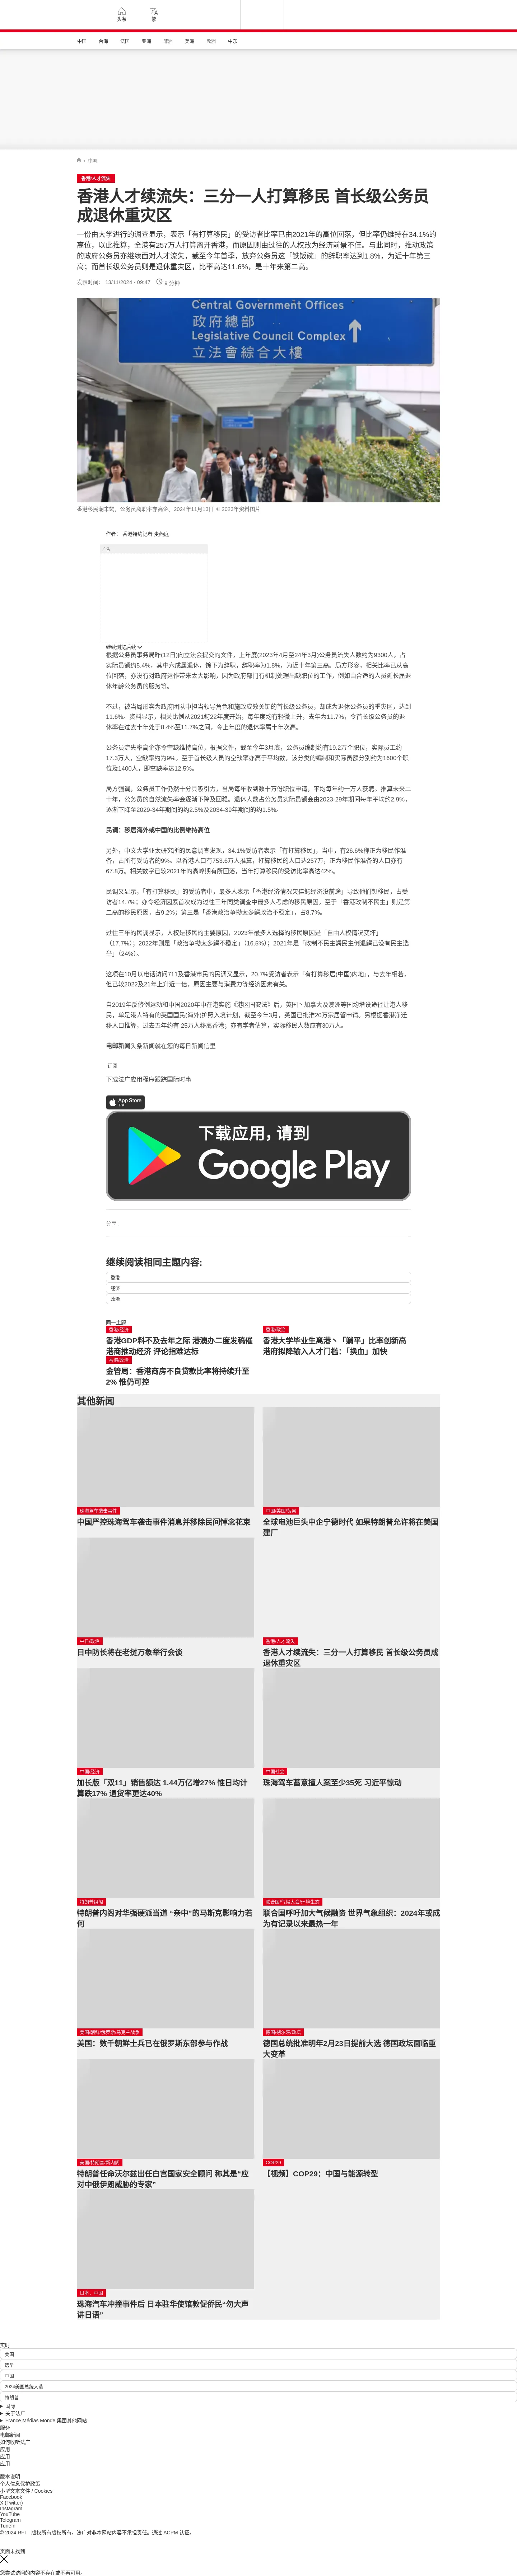 头条
繁
中国 台海 法国 亚洲 非洲 美洲 欧洲 中东
/ 中国
香港/人才流失
香港人才续流失：三分一人打算移民 首长级公务员
成退休重灾区
一份由大学进行的调查显示，表示「有打算移民」的受访者比率已由2021年的高位回落，但比率仍维持在34.1%的
高位，以此推算，全港有257万人打算离开香港，而原因则由过往的人权改为经济前景不佳。与此同时，推动政策
的政府公务员亦继续面对人才流失，截至今年首季，放弃公务员这「铁饭碗」的辞职率达到1.8%，为近十年第三
高；而首长级公务员则是退休重灾区，比率高达11.6%，是十年来第二高。
发表时间： 13/11/2024 - 09:47 9 分钟
Central Government Offices
政府總部
Legislative Council Complex
立法會綜合大樓
香港移民潮未竭，公务员离职率亦高企。2024年11月13日 © 2023年资料图片
作者： 香港特约记者 麦燕庭
广告
继续浏览后续
根据公务员事务局昨(12日)向立法会提交的文件，上年度(2023年4月至24年3月)公务员流失人数约为9300人，占
实际员额约5.4%，其中六成属退休，馀下为辞职，辞职率为1.8%，为近十年第三高。局方形容，相关比率已从高
位回落，亦没有对政府运作带来太大影响，因为政府部门有机制处理出缺职位的工作，例如由合适的人员延长届退
休年龄公务员的服务等。
不过，被当局形容为政府团队中担当领导角色和施政成效关键的首长级公务员，却成为退休公务员的重灾区，达到
11.6%。资料显示，相关比例从2021㡌22年度开始，每年度均有轻微上升，去年为11.7%，令首长级公务员的退
休率在过去十年处于8.4%至11.7%之间，令上年度的退休率属十年次高。
公务员流失率高企亦令空缺维持高位，根据文件，截至今年3月底，公务员编制约有19.2万个职位，实际员工约
17.3万人，空缺率约为9%。至于首长级人员的空缺率亦高于平均数，该分类的编制和实际员额分别约为1600个职
位及1400人，即空缺率达12.5%。
局方强调，公务员工作仍然十分具吸引力，当局每年收到数十万份职位申请，平均每年约一万人获聘。推算未来二
十年，公务员的自然流失率会逐渐下降及回稳。退休人数占公务员实际员额会由2023-29年期间每年平均约2.9%，
逐渐下降至2029-34年期间的约2.5%及2034-39年期间的约1.5%。
民调：移居海外或中国的比例维持高位
另外，中文大学亚太研究所的民意调查发现，34.1%受访者表示「有打算移民」，当中，有26.6%称正为移民作准
备，占所有受访者的9%。以香港人口有753.6万人推算，打算移民的人口达257万，正为移民作准备的人口亦有
67.8万。相关数字已较2021年的高峰期有所回落，当年打算移民的受访比率高达42%。
民调又显示，「有打算移民」的受访者中，最多人表示「香港经济情况欠佳㡌经济没前途」导致他们想移民，占受
访者14.7%；亦令经济因素首次成为过往三年同类调查中最多人考虑的移民原因。至于「香港政制不民主」则是第
二高的移民原因，占9.2%；第三是「香港政治争拗太多㡌政治不稳定」，占8.7%。
过往三年的民调显示，人权是移民的主要原因，2023年最多人选择的移民原因是「自由人权情况变坏」
（17.7%）；2022年则是「政治争拗太多㡌不稳定」（16.5%）；2021年是「政制不民主㡌民主倒退㡌已没有民主选
举」（24%）。
这项在10月以电话访问711及香港市民的民调又显示，20.7%受访者表示「有打算移居(中国)内地」，与去年相若，
但已较2022及21年上升近一倍，原因主要与消费力等经济因素有关。
自2019年反修例运动和中国2020年中在港实施《港区国安法》后，英国丶加拿大及澳洲等国均增设途径让港人移
民，单是港人特有的英国国民(海外)护照入境计划，截至今年3月，英国已批淮20万宗居留申请。另根据香港净迁
移人口推算，过去五年约有 25万人移离香港；亦有学者估算，实际移民人数应有30万人。
电邮新闻头条新闻就在您的每日新闻信里
订阅
下载法广应用程序跟踪国际时事
App Store
下载应用，请到
Google Play
分享 :
继续阅读相同主题内容:
香港
经济
政治
同一主题
香港/经济
香港GDP料不及去年之际 港澳办二度发稿催
港商推动经济 评论指难达标
香港/政治
香港大学毕业生离港丶「躺平」比率创新高
港府拟降输入人才门槛：「换血」加快
香港/政治
金管局：香港商房不良贷款比率将持续升至
2% 惟仍可控
其他新闻
珠海驾车袭击事件
中国严控珠海驾车袭击事件消息并移除民间悼念花束
中国/美国/贸易
全球电池巨头中企宁德时代 如果特朗普允许将在美国
建厂
中日/政治
日中防长将在老挝万象举行会谈
香港/人才流失
香港人才续流失：三分一人打算移民 首长级公务员成
退休重灾区
中国/经济
加长版「双11」销售额达 1.44万亿增27% 惟日均计
算跌17% 退货率更达40%
中国社会
珠海驾车蓄意撞人案至少35死 习近平惊动
特朗普组阁
特朗普内阁对华强硬派当道 “亲中”的马斯克影响力若
何
联合国/气候大会/环境生态
联合国呼吁加大气候融资 世界气象组织：2024年或成
为有记录以来最热一年
美国/朝鲜/俄罗斯/乌克兰战争
美国：数千朝鲜士兵已在俄罗斯东部参与作战
德国/朔尔茨/政坛
德国总统批准明年2月23日提前大选 德国政坛面临重
大变革
美国/特朗普/新内阁
特朗普任命沃尔兹出任白宫国家安全顾问 称其是“应
对中俄伊朗威胁的专家”
COP29
【视频】COP29：中国与能源转型
日本、中国
珠海汽车冲撞事件后 日本驻华使馆敦促侨民“勿大声
讲日语”
实时
美国
选举
中国
2024美国总统大选
特朗普
国际
关于法广
France Médias Monde 集团其他网站
服务
电邮新闻
如何收听法广
应用
应用
应用
版本说明
个人信息保护政策
小型文本文件 / Cookies
Facebook
X (Twitter)
Instagram
YouTube
Telegram
TuneIn
© 2024 RFI – 版权所有版权所有。法广对非本网站内容不承担责任。通过 ACPM 认证。
页面未找到
您尝试访问的内容不存在或不再可用。